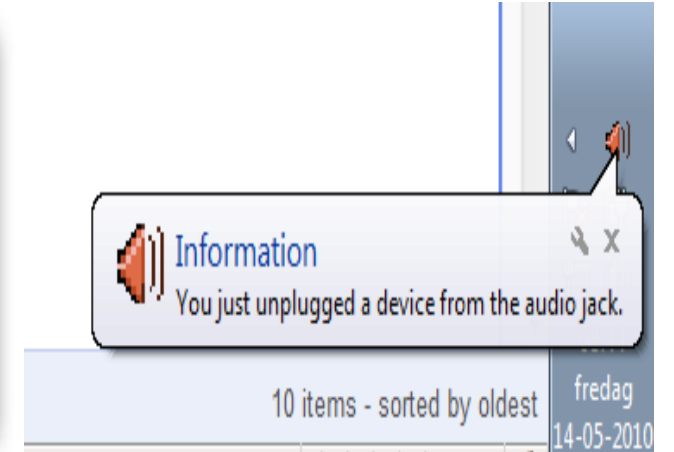 Information
You just unplugged a device from the audio jack.
10 items - sorted by oldest
fredag
14-05-2010